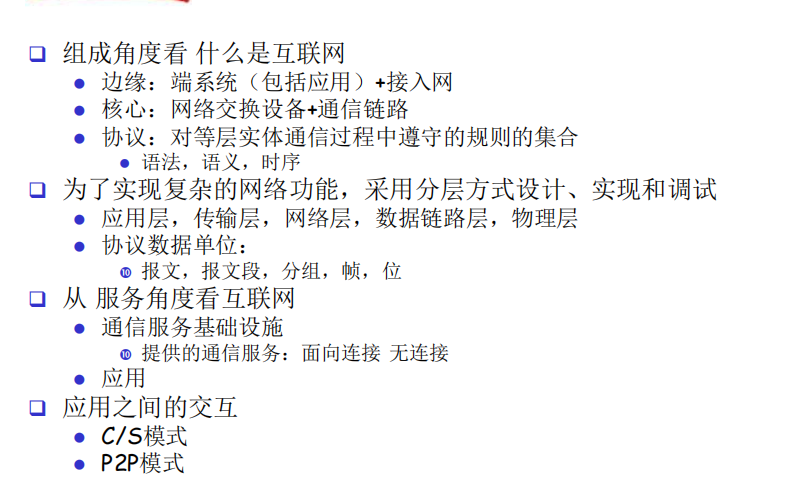 组成角度看 什么是互联网
边缘：端系统（包括应用）+接入网
核心：网络交换设备+通信链路
协议：对等层实体通信过程中遵守的规则的集合
语法，语义，时序
为了实现复杂的网络功能，采用分层方式设计、实现和调试
应用层，传输层，网络层，数据链路层，物理层
协议数据单位：
⑩ 报文，报文段，分组，帧，位
从 服务角度看互联网
通信服务基础设施
⑩ 提供的通信服务：面向连接 无连接
应用
应用之间的交互
C/S模式
P2P模式